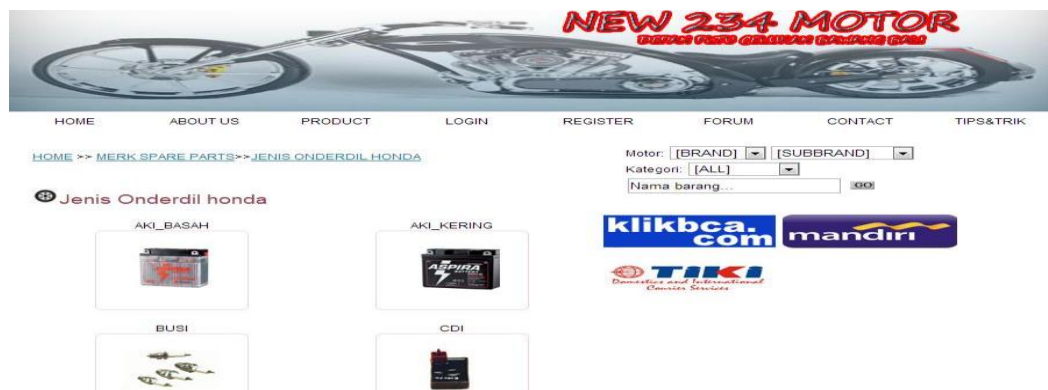 NEW 234 MOTOR
HOME ABOUT US PRODUCT LOGIN REGISTER FORUM CONTACT TIPS&TRIK
HOME >> MERK SPARE PARTS>>JENIS ONDERDIL HONDA
Motor: [BRAND] [SUBBRAND]
Kategori: [ALL]
Nama barang... GO
Jenis Onderdil honda
AKI_BASAH AKI_KERING
klikbca.com
mandiri
ASPIRA
TIKI
Domestics and International
Courier Services
BUSI CDI